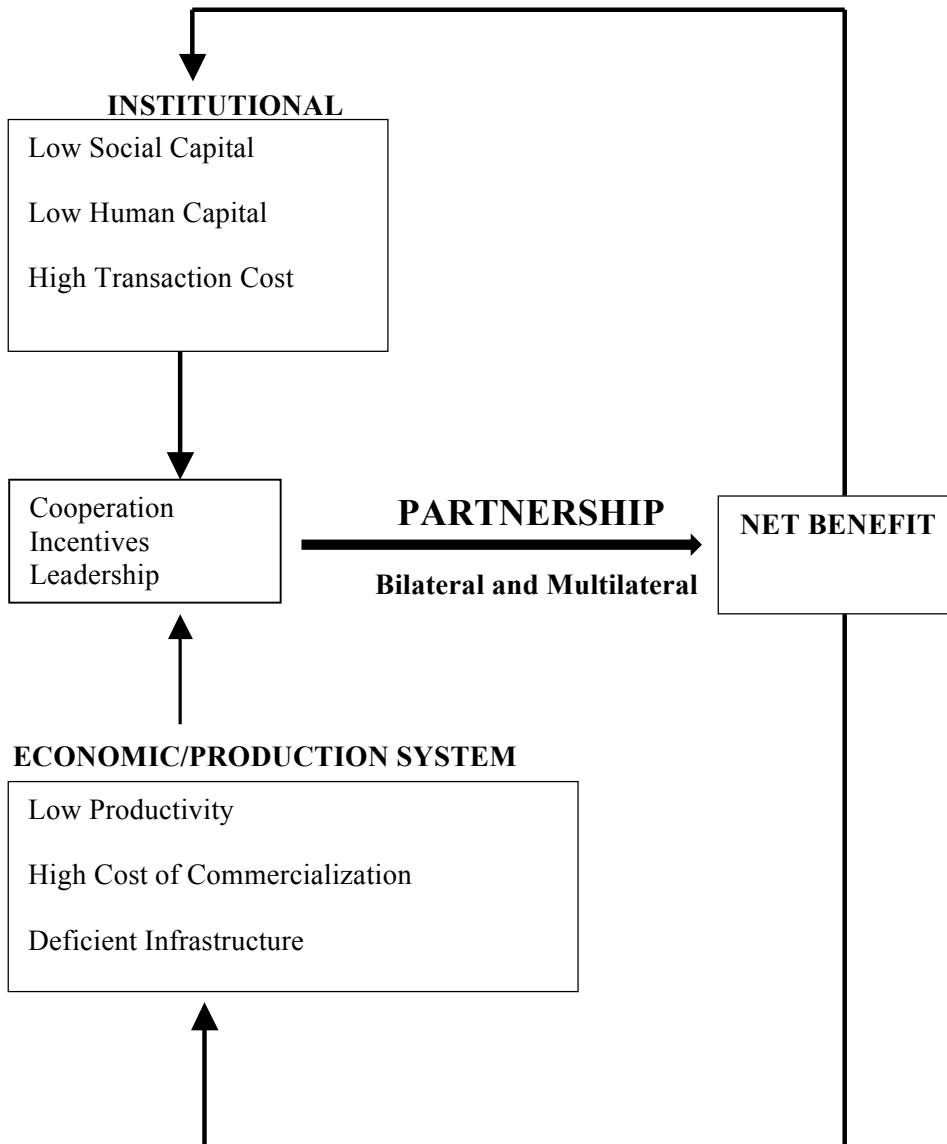 INSTITUTIONAL
Low Social Capital
Low Human Capital
High Transaction Cost
Cooperation
Incentives
Leadership
PARTNERSHIP
Bilateral and Multilateral
NET BENEFIT
ECONOMIC/PRODUCTION SYSTEM
Low Productivity
High Cost of Commercialization
Deficient Infrastructure